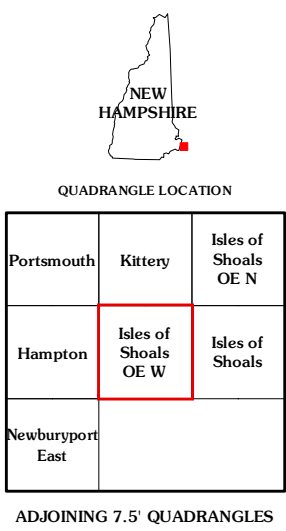 NEW
HAMPSHIRE
QUADRANGLE LOCATION
Portsmouth
Kittery
Isles of
Shoals
OE N
Hampton
Isles of
Shoals
OE W
Isles of
Shoals
Newburyport
East
ADJOINING 7.5' QUADRANGLES